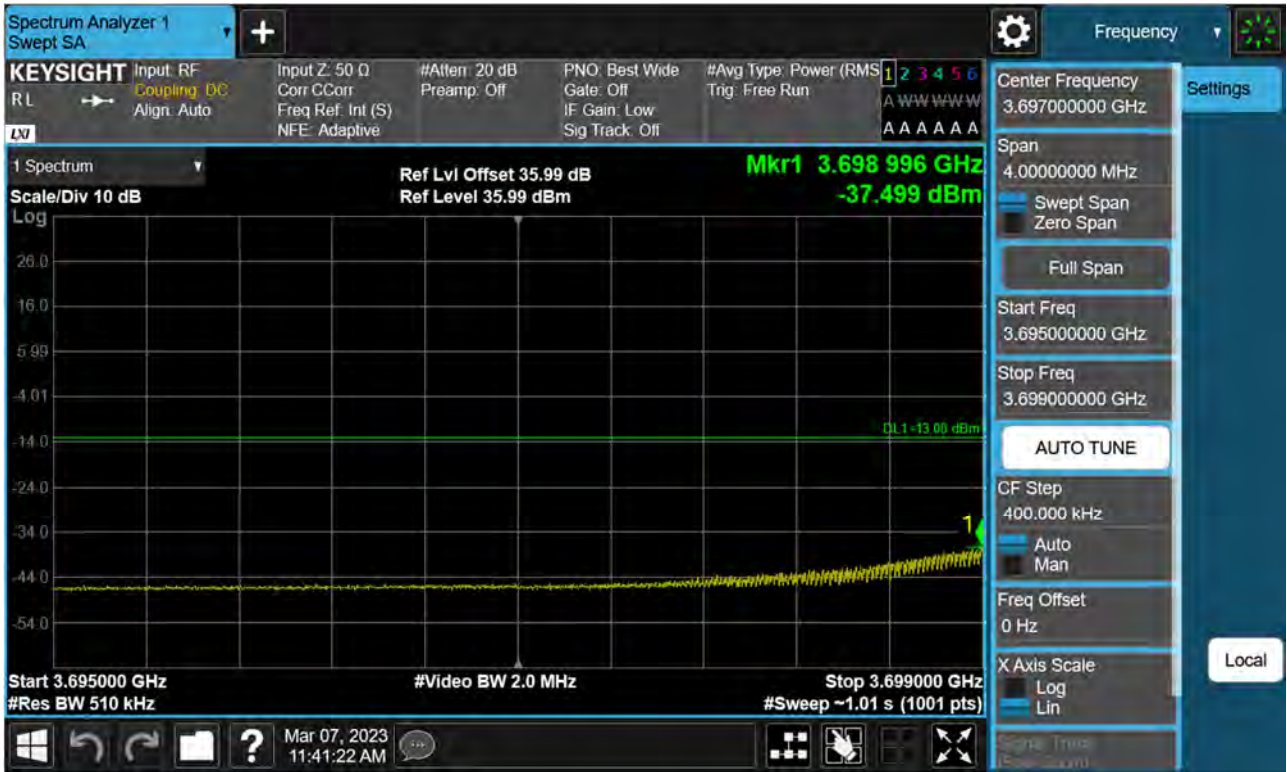 Spectrum Analyzer 1
Swept SA
Frequency
KEYSIGHT
RL
LXI
Input: RF
Coupling: DC
Align: Auto
Input Z: 50 Ω
Corr CCorr
Freq Ref: Int (S)
NFE: Adaptive
#Atten: 20 dB
Preamp: Off
PNO: Best Wide
Gate: Off
IF Gain: Low
Sig Track: Off
#Avg Type: Power (RMS
Trig: Free Run
1 2 3 4 5 6
A W W W W W
A A A A A A
1 Spectrum
Scale/Div 10 dB
Log
Ref Lvl Offset 35.99 dB
Ref Level 35.99 dBm
Mkr1 3.698 996 GHz
-37.499 dBm
26.0
16.0
5.99
-4.01
DL1 -13.00 dBm
-14.0
-24.0
-34.0
1
-44.0
-54.0
Start 3.695000 GHz
#Res BW 510 kHz
#Video BW 2.0 MHz
Stop 3.699000 GHz
#Sweep ~1.01 s (1001 pts)
Center Frequency
3.697000000 GHz
Settings
Span
4.00000000 MHz
Swept Span
Zero Span
Full Span
Start Freq
3.695000000 GHz
Stop Freq
3.699000000 GHz
AUTO TUNE
CF Step
400.000 kHz
Auto
Man
Freq Offset
0 Hz
X Axis Scale
Log
Lin
Local
?
Mar 07, 2023
11:41:22 AM